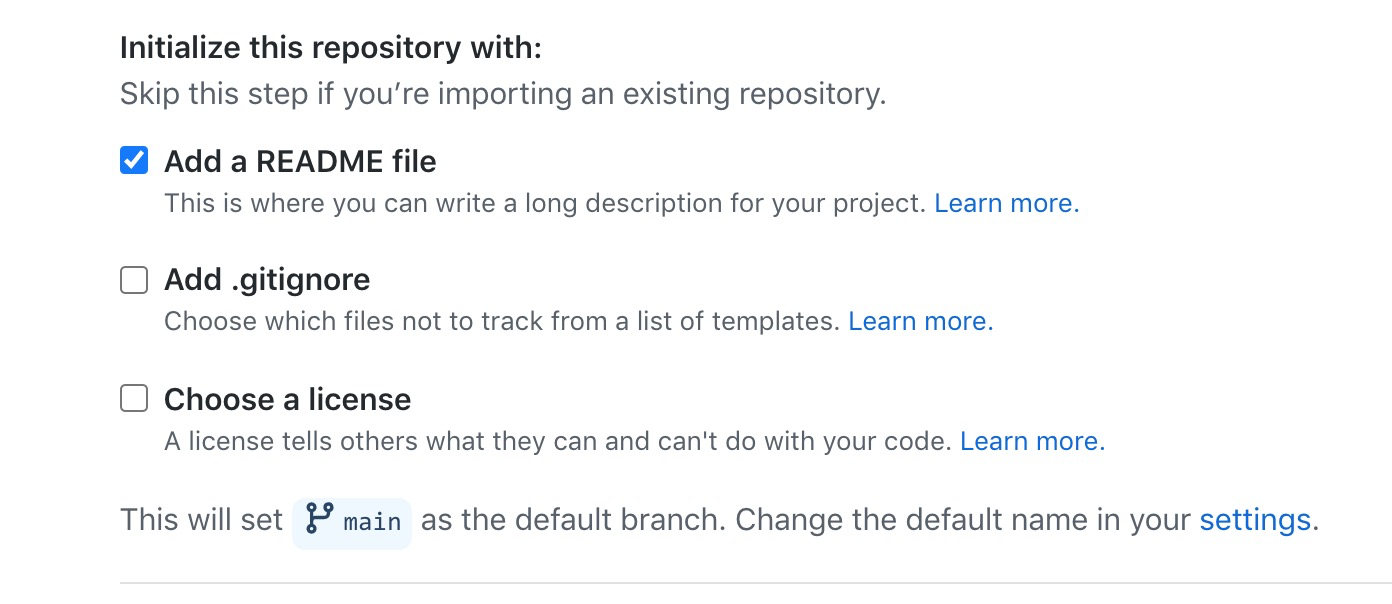 Initialize this repository with:
Skip this step if you’re importing an existing repository.
Add a README file
This is where you can write a long description for your project. Learn more.
Add .gitignore
Choose which files not to track from a list of templates. Learn more.
Choose a license
A license tells others what they can and can't do with your code. Learn more.
This will set main as the default branch. Change the default name in your settings.